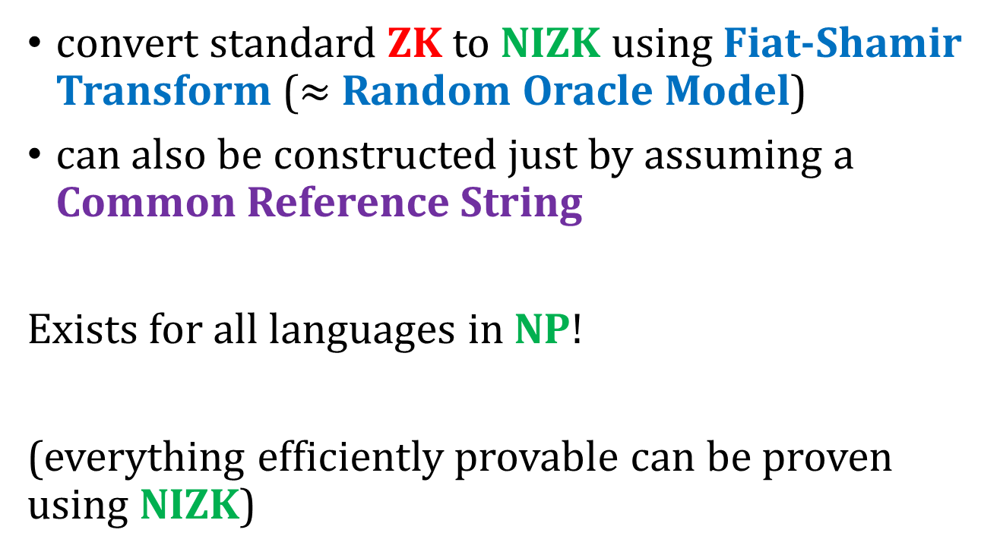 • convert standard ZK to NIZK using Fiat-Shamir
Transform (≈ Random Oracle Model)
• can also be constructed just by assuming a
Common Reference String
Exists for all languages in NP!
(everything efficiently provable can be proven
using NIZK)